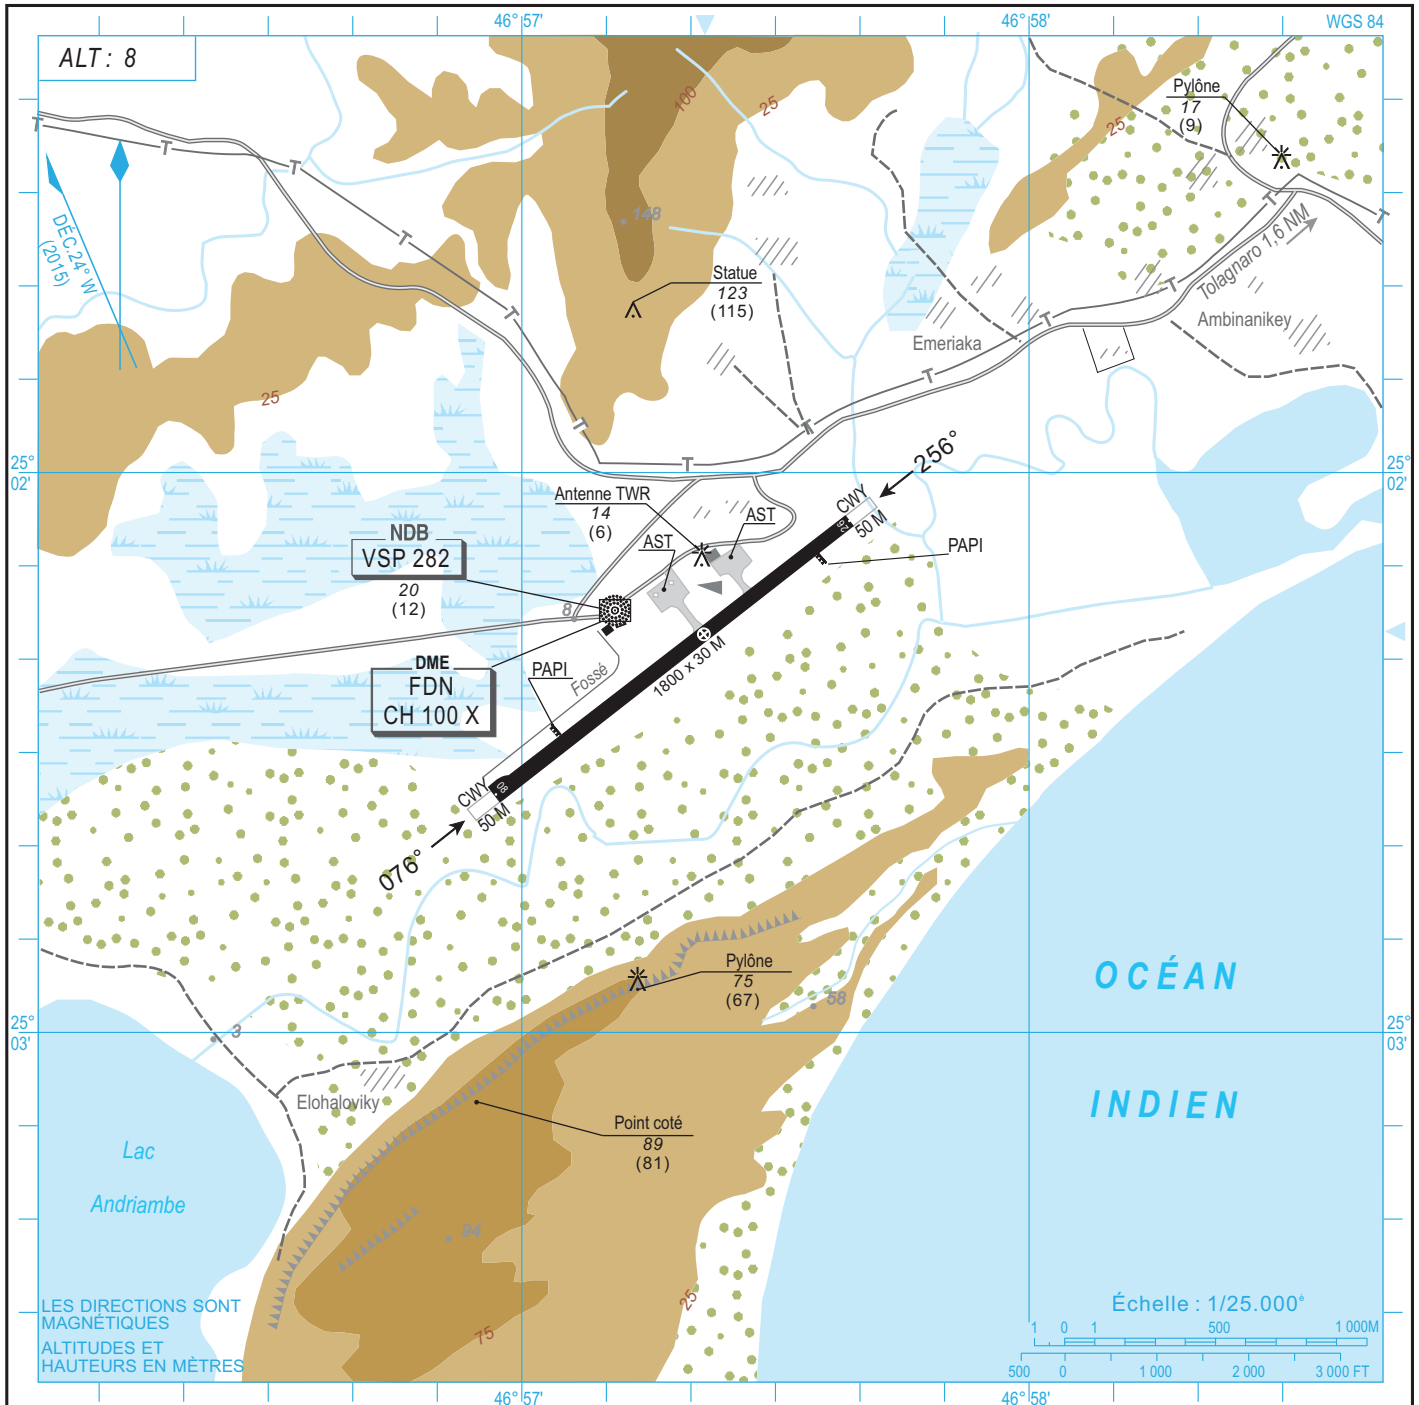 46°57'
46°58'
WGS 84
ALT : 8
Pylône
17
(9)
100
25
25
T
T
T
T
T
T
148
DÉC.24° W
(2015)
Tolagnaro 1,6 NM
Statue
123
(115)
T
T
T
T
Ambinanikey
Emeriaka
T
25
T
T
T
256°
25°
02'
25°
02'
Antenne TWR
14
(6)
CWY
50 M
26
AST
AST
NDB
VSP 282
20
(12)
PAPI
8
1800 x 30 M
DME
FDN
CH 100 X
PAPI
Fossé
08
CWY
50 M
076°
Pylône
75
(67)
58
OCÉAN
25°
03'
25°
03'
3
Elohaloviky
INDIEN
Point coté
89
(81)
Lac
Andriambe
94
25
75
LES DIRECTIONS SONT
MAGNÉTIQUES
ALTITUDES ET
HAUTEURS EN MÈTRES
Échelle : 1/25.000è
1 0 1 500 1 000M
500 0 1 000 2 000 3 000 FT
46°57'
46°58'